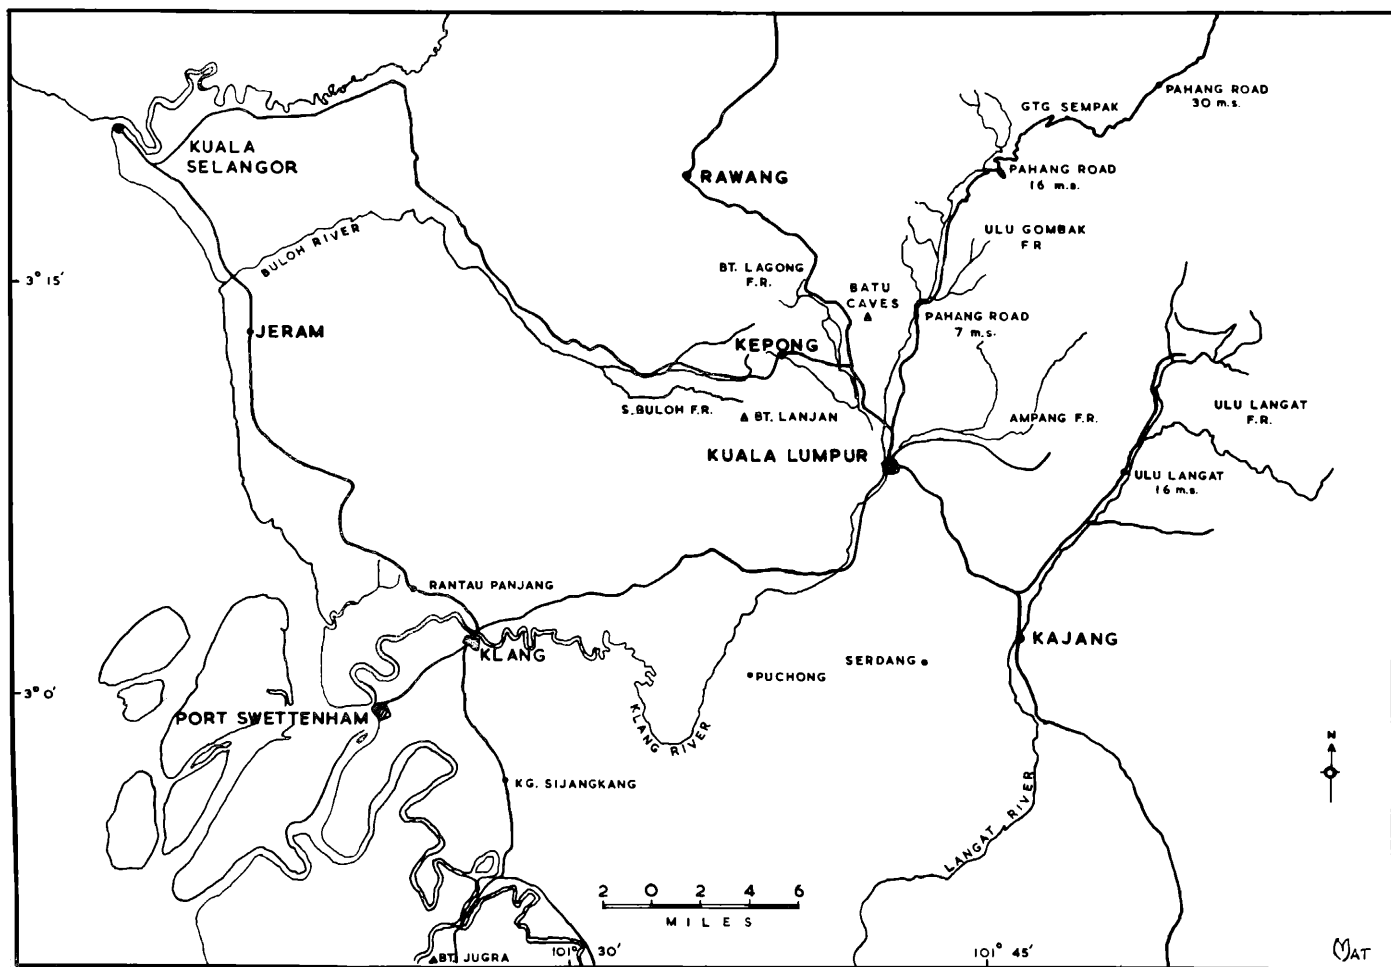 PAHANG ROAD
30 m.s.
GTG SEMPAK
KUALA
SELANGOR
RAWANG
PAHANG ROAD
16 m.s.
BULOH RIVER
ULU GOMBAK
F R
BT. LAGONG
F.R.
3° 15'
BATU
CAVES
PAHANG ROAD
7 m.s.
JERAM
KEPONG
S.BULOH F.R.
BT. LANJAN
AMPANG F.R.
ULU LANGAT
F.R.
KUALA LUMPUR
ULU LANGAT
16 m.s.
RANTAU PANJANG
KLANG
KAJANG
SERDANG
PUCHONG
3° 0'
PORT SWETTENHAM
KLANG RIVER
N
KG. SIJANGKANG
LANGAT RIVER
2 0 2 4 6
MILES
BT. JUGRA
101° 30'
101° 45'
MAT